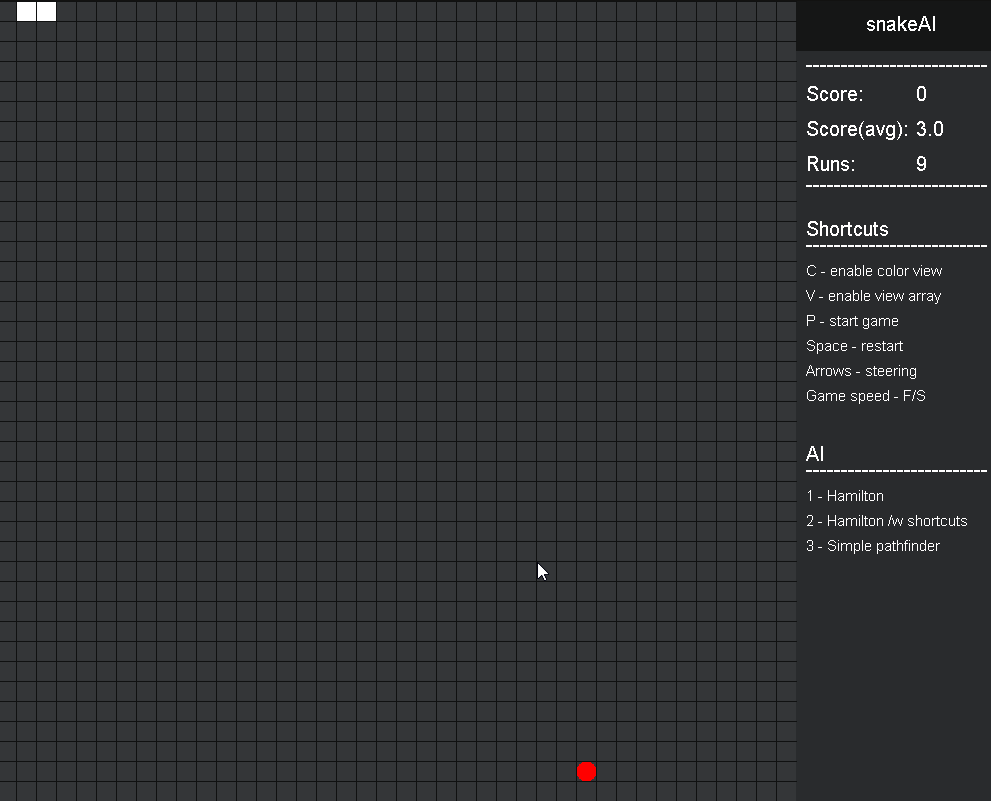 snakeAI
--------------------------
Score: 0
Score(avg): 3.0
Runs: 9
--------------------------
Shortcuts
--------------------------
C - enable color view
V - enable view array
P - start game
Space - restart
Arrows - steering
Game speed - F/S
AI
--------------------------
1 - Hamilton
2 - Hamilton /w shortcuts
3 - Simple pathfinder